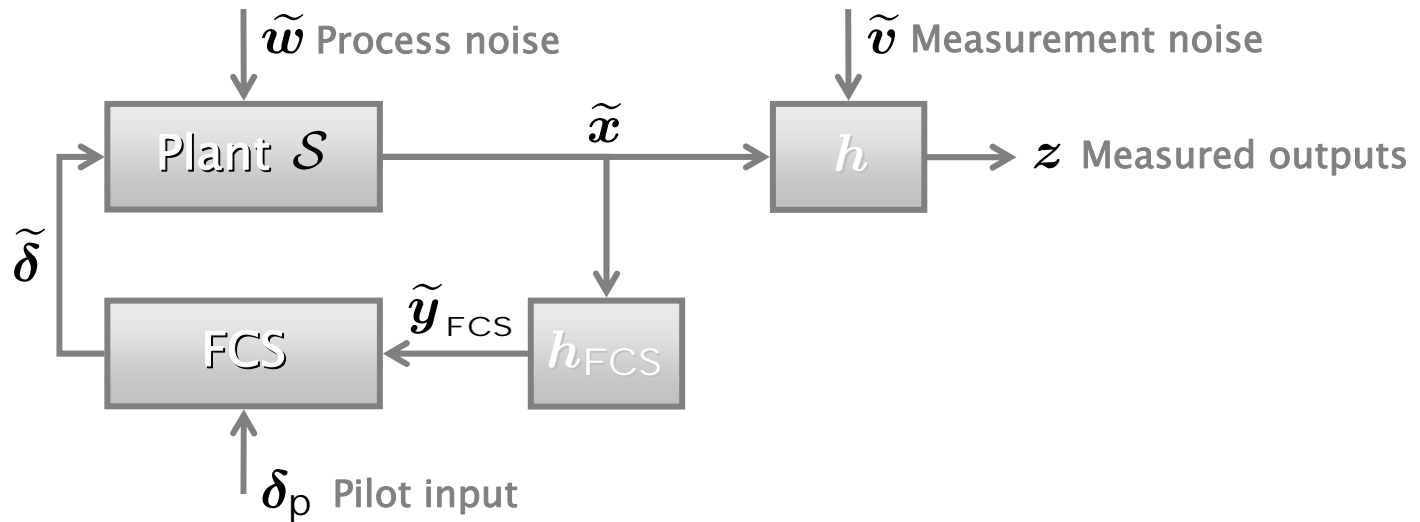 w̃ Process noise
ṽ Measurement noise
Plant 𝒮
x̃
h
z Measured outputs
δ̃
FCS
ỹ_FCS
h_FCS
δ_p Pilot input